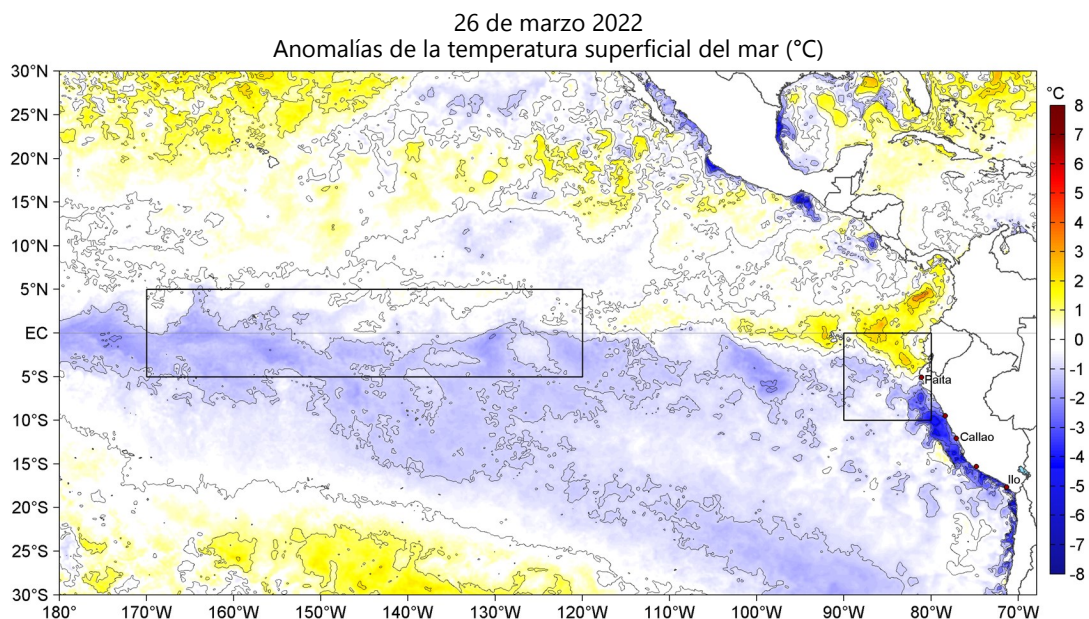 26 de marzo 2022
Anomalías de la temperatura superficial del mar (°C)
30°N
25°N
20°N
15°N
10°N
5°N
EC
5°S
10°S
15°S
20°S
25°S
30°S
180
170°W
160°W
150°W
140°W
130°W
120°W
110°W
100°W
90°W
80°W
70°W
Paita
Callao
Ilo
°C
8
7
6
5
4
3
2
1
0
-1
-2
-3
-4
-5
-6
-7
-8